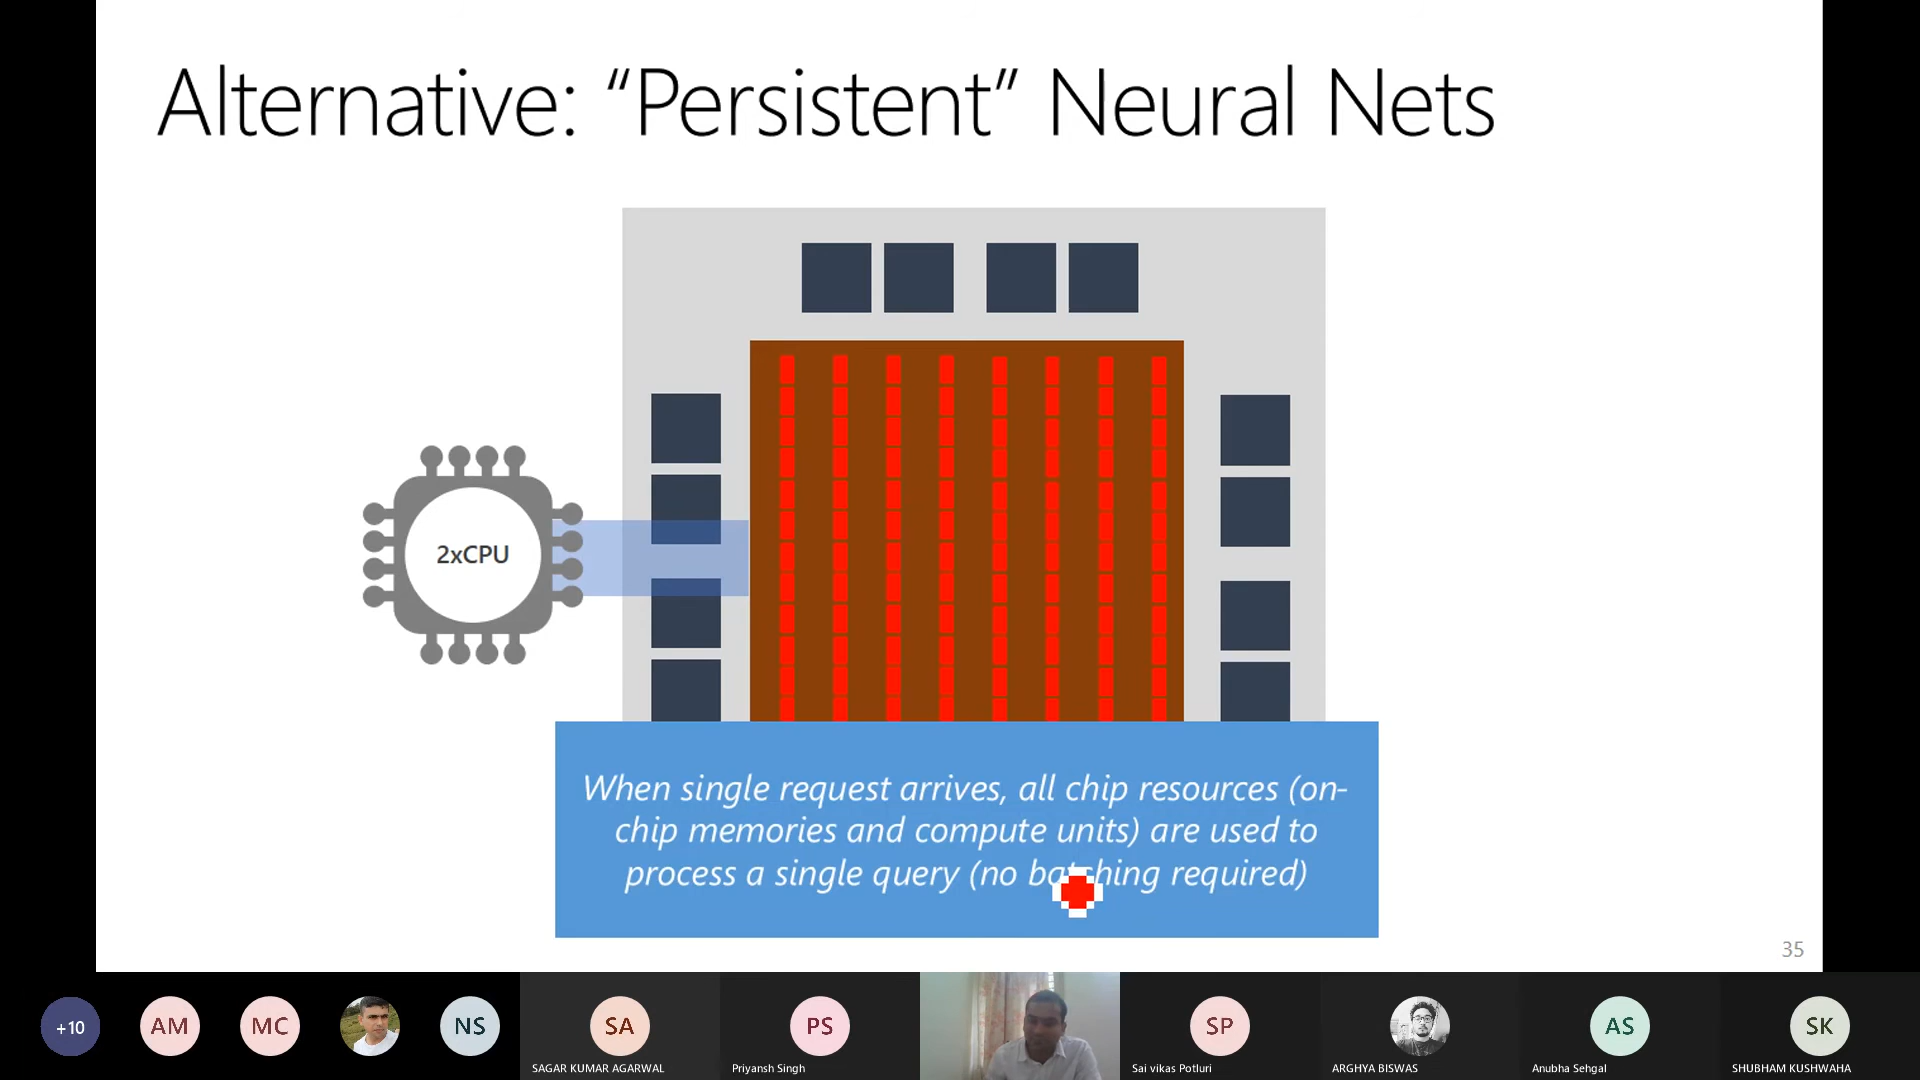 Alternative: “Persistent” Neural Nets
2xCPU
When single request arrives, all chip resources (on-
chip memories and compute units) are used to
process a single query (no batching required)
35
+10
AM
MC
NS
SA
PS
SP
AS
SK
SAGAR KUMAR AGARWAL
Priyansh Singh
Sai vikas Potluri
ARGHYA BISWAS
Anubha Sehgal
SHUBHAM KUSHWAHA